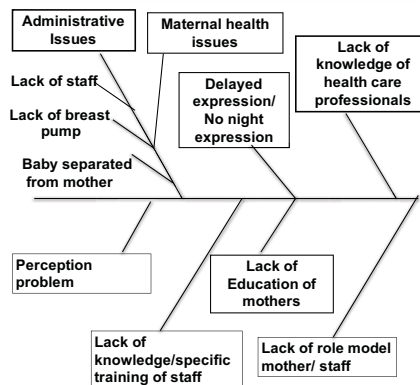 Administrative
Issues
Maternal health
issues
Lack of
knowledge of
health care
professionals
Lack of staff
Delayed
expression/
No night
expression
Lack of breast
pump
Baby separated
from mother
Perception
problem
Lack of
Education of
mothers
Lack of
knowledge/specific
training of staff
Lack of role model
mother/ staff